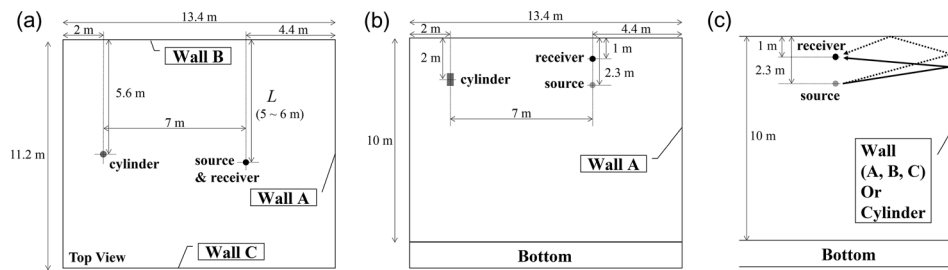 (a)
13.4 m
2 m
4.4 m
Wall B
5.6 m
L
(5 ~ 6 m)
7 m
11.2 m
cylinder
source
& receiver
Wall A
Top View
Wall C
(b)
13.4 m
2 m
4.4 m
1 m
2 m
receiver
2.3 m
cylinder
source
7 m
10 m
Wall A
Bottom
(c)
1 m
receiver
2.3 m
source
10 m
Wall
(A, B, C)
Or
Cylinder
Bottom